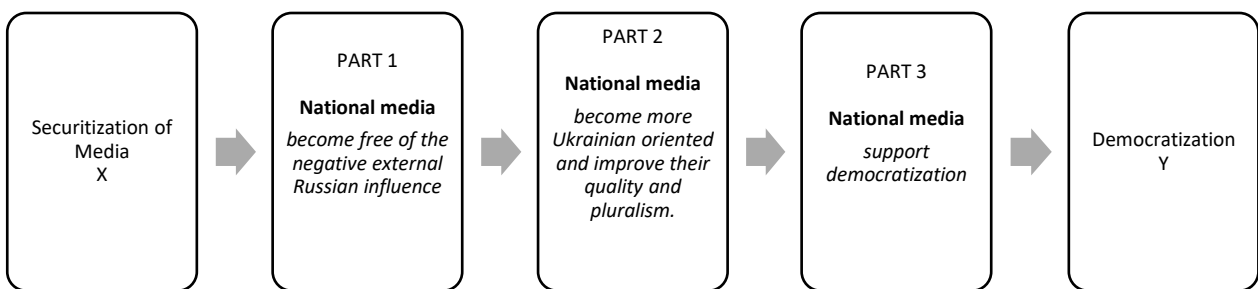 Securitization of
Media
X
PART 1
National media
become free of the
negative external
Russian influence
PART 2
National media
become more
Ukrainian oriented
and improve their
quality and
pluralism.
PART 3
National media
support
democratization
Democratization
Y